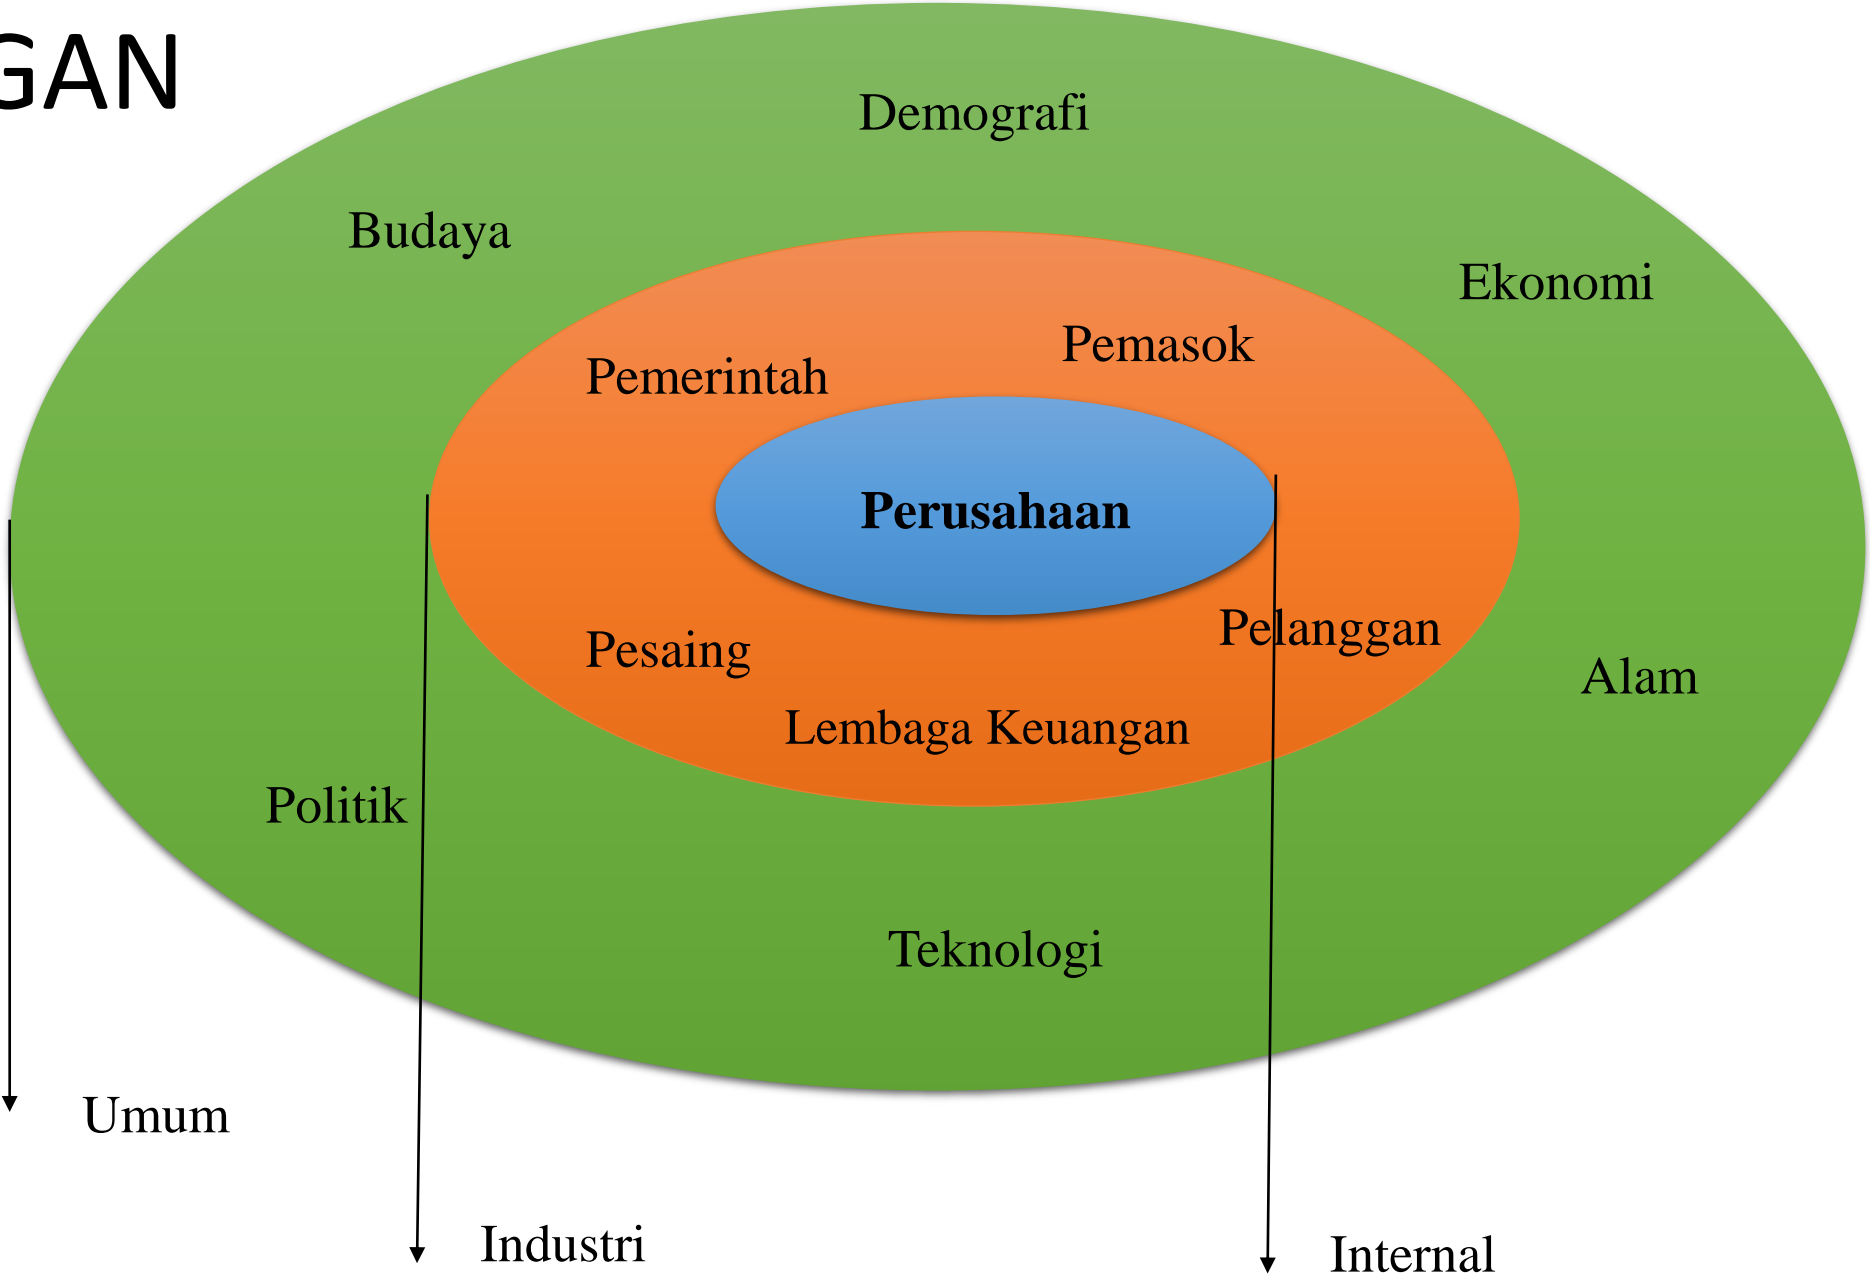 GAN
Demografi
Budaya
Ekonomi
Pemasok
Pemerintah
Perusahaan
Pelanggan
Pesaing
Alam
Lembaga Keuangan
Politik
Teknologi
Umum
Industri
Internal